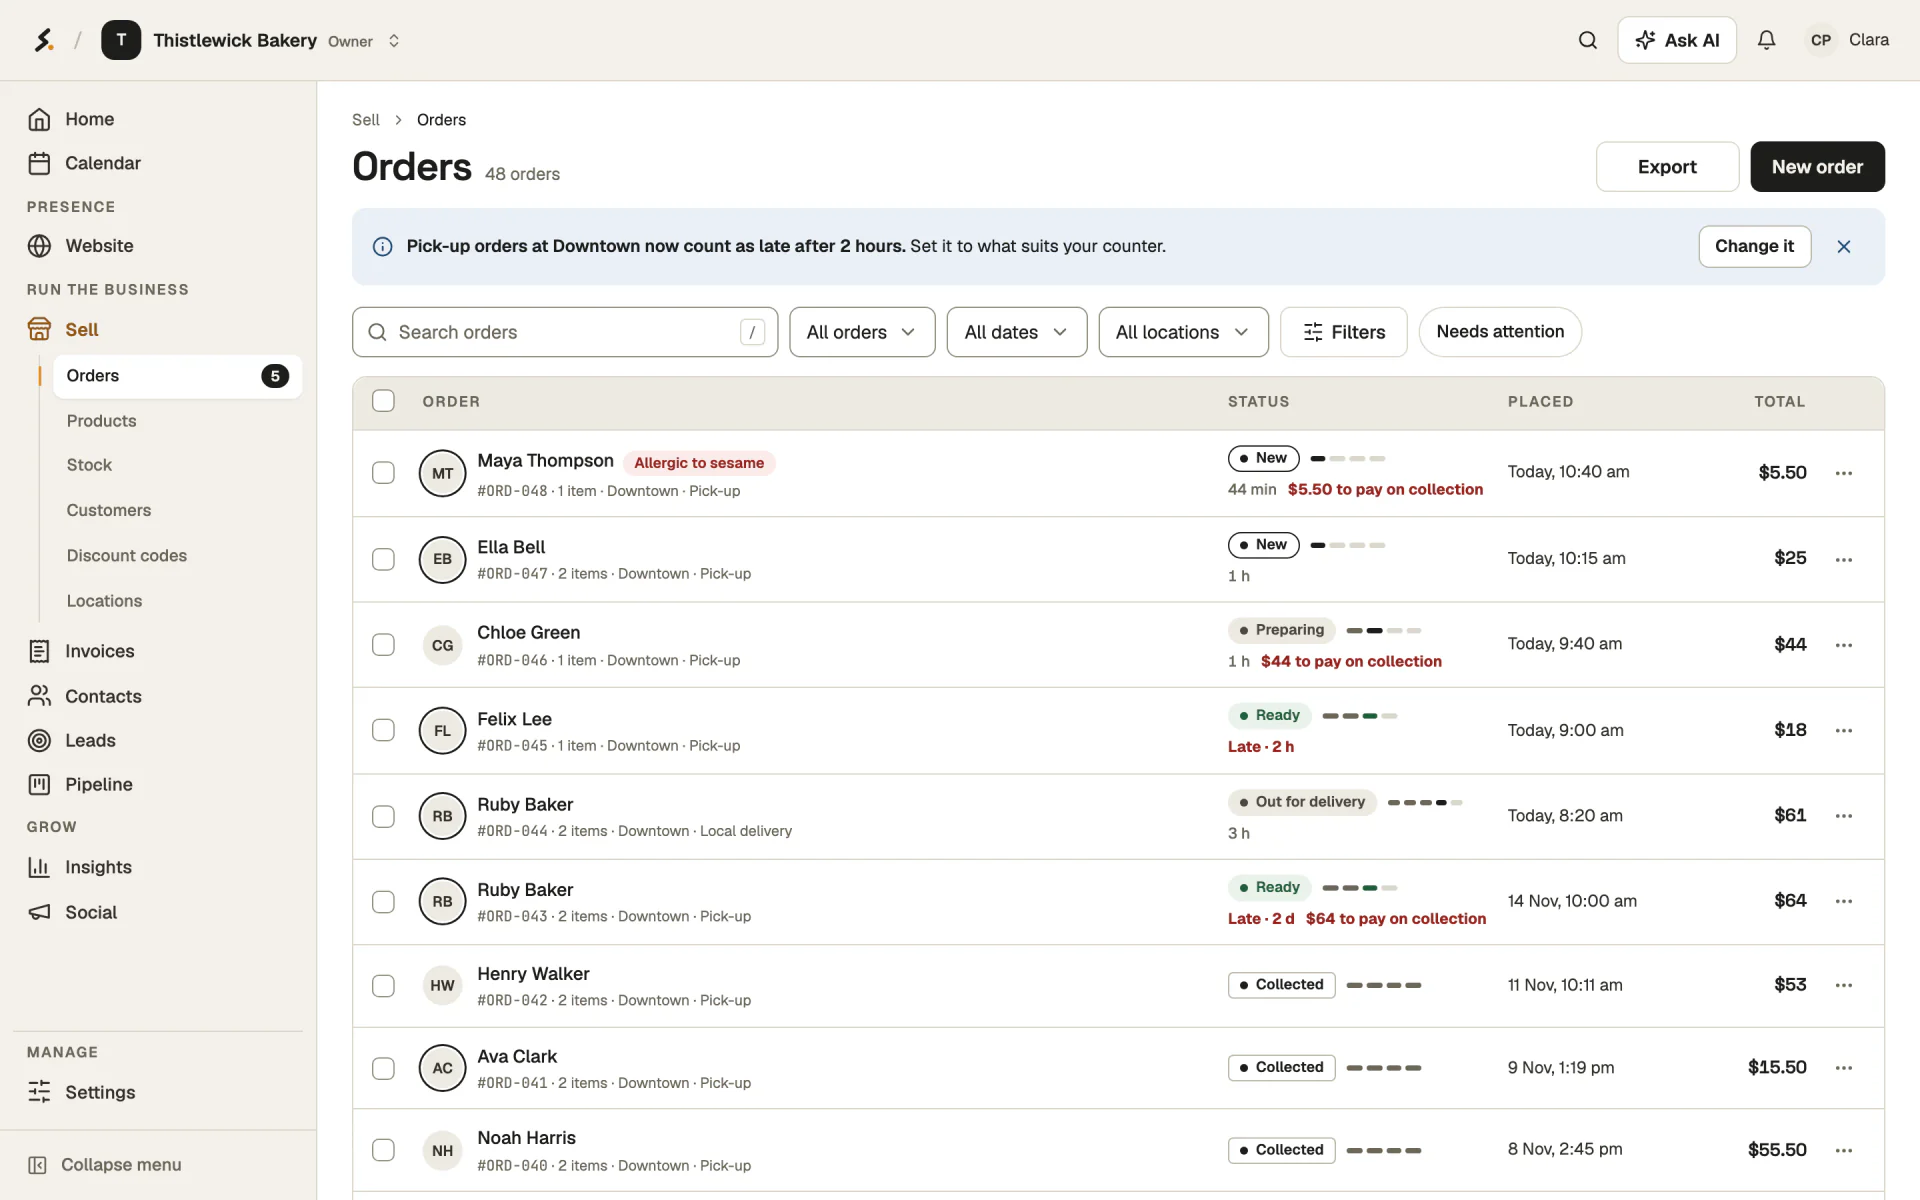 / T Thistlewick Bakery Owner
Ask AI
CP Clara
Home
Calendar
PRESENCE
Website
RUN THE BUSINESS
Sell
Orders 5
Products
Stock
Customers
Discount codes
Locations
Invoices
Contacts
Leads
Pipeline
GROW
Insights
Social
MANAGE
Settings
Collapse menu
Sell > Orders
Orders 48 orders
Export
New order
Pick-up orders at Downtown now count as late after 2 hours. Set it to what suits your counter.
Change it
Search orders /
All orders
All dates
All locations
Filters
Needs attention
ORDER STATUS PLACED TOTAL
MT Maya Thompson Allergic to sesame
#ORD-048 · 1 item · Downtown · Pick-up
New
44 min $5.50 to pay on collection
Today, 10:40 am
$5.50
EB Ella Bell
#ORD-047 · 2 items · Downtown · Pick-up
New
1 h
Today, 10:15 am
$25
CG Chloe Green
#ORD-046 · 1 item · Downtown · Pick-up
Preparing
1 h $44 to pay on collection
Today, 9:40 am
$44
FL Felix Lee
#ORD-045 · 1 item · Downtown · Pick-up
Ready
Late · 2 h
Today, 9:00 am
$18
RB Ruby Baker
#ORD-044 · 2 items · Downtown · Local delivery
Out for delivery
3 h
Today, 8:20 am
$61
RB Ruby Baker
#ORD-043 · 2 items · Downtown · Pick-up
Ready
Late · 2 d $64 to pay on collection
14 Nov, 10:00 am
$64
HW Henry Walker
#ORD-042 · 2 items · Downtown · Pick-up
Collected
11 Nov, 10:11 am
$53
AC Ava Clark
#ORD-041 · 2 items · Downtown · Pick-up
Collected
9 Nov, 1:19 pm
$15.50
NH Noah Harris
#ORD-040 · 2 items · Downtown · Pick-up
Collected
8 Nov, 2:45 pm
$55.50